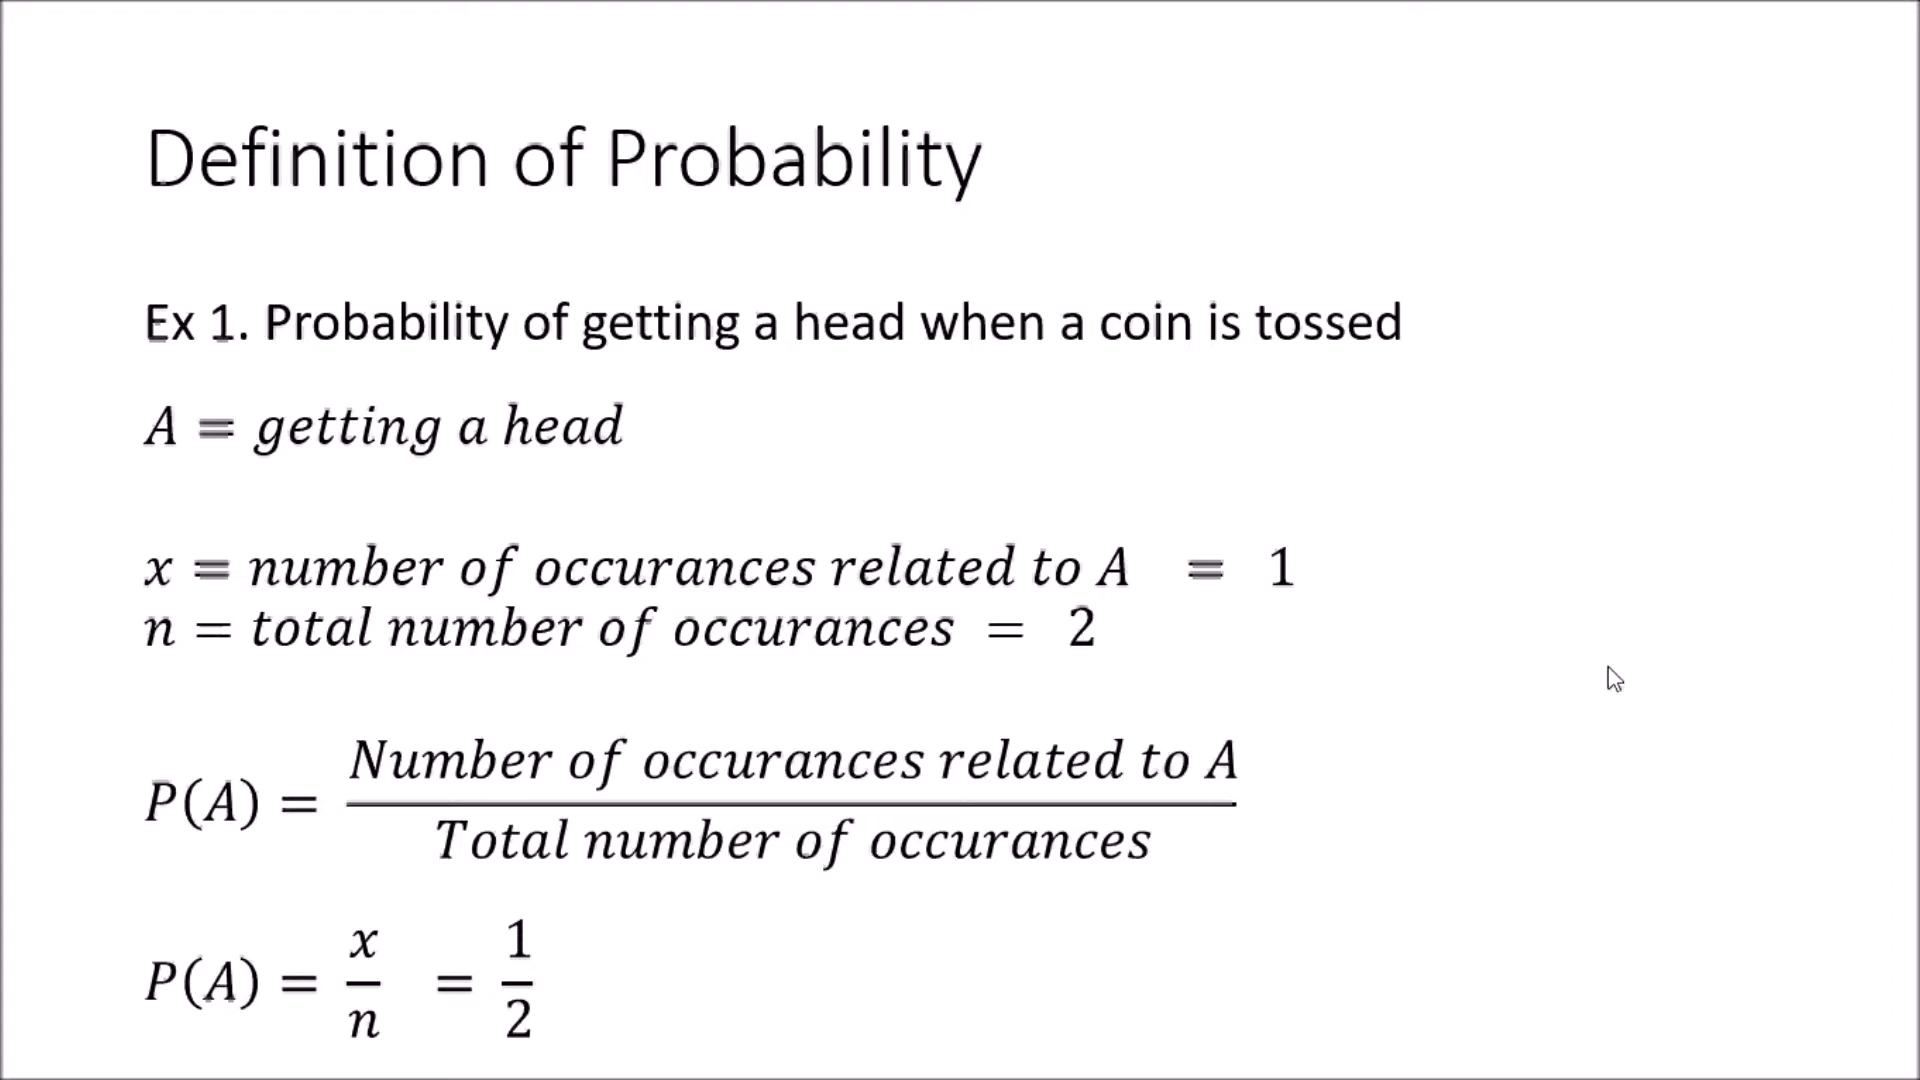 Definition of Probability
Ex 1. Probability of getting a head when a coin is tossed
A = getting a head
x = number of occurances related to A = 1
n = total number of occurances = 2
P(A) = Number of occurances related to A / Total number of occurances
P(A) = x/n = 1/2